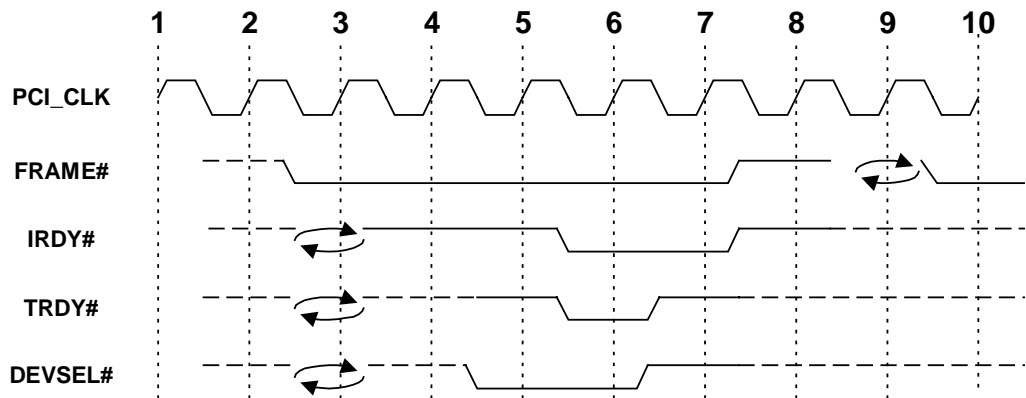 1 2 3 4 5 6 7 8 9 10
PCI_CLK
FRAME#
IRDY#
TRDY#
DEVSEL#